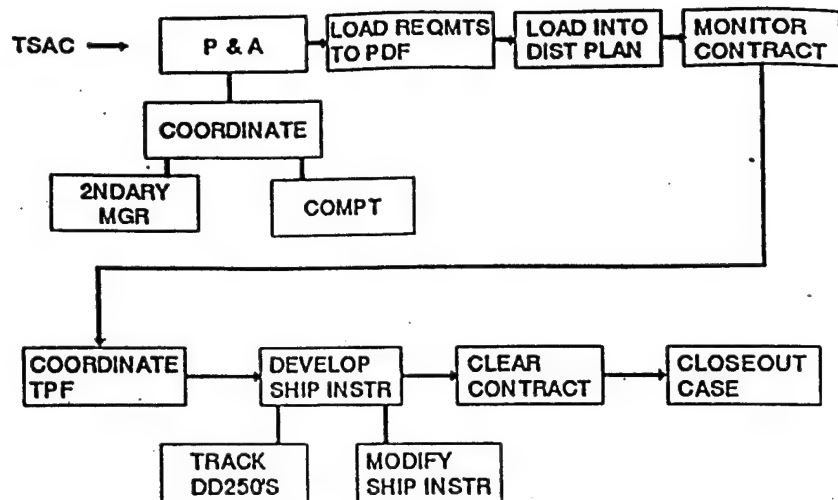 TSAC
P & A
LOAD REQMTS
TO PDF
LOAD INTO
DIST PLAN
MONITOR
CONTRACT
COORDINATE
2NDARY
MGR
COMPT
COORDINATE
TPF
DEVELOP
SHIP INSTR
CLEAR
CONTRACT
CLOSEOUT
CASE
TRACK
DD250'S
MODIFY
SHIP INSTR